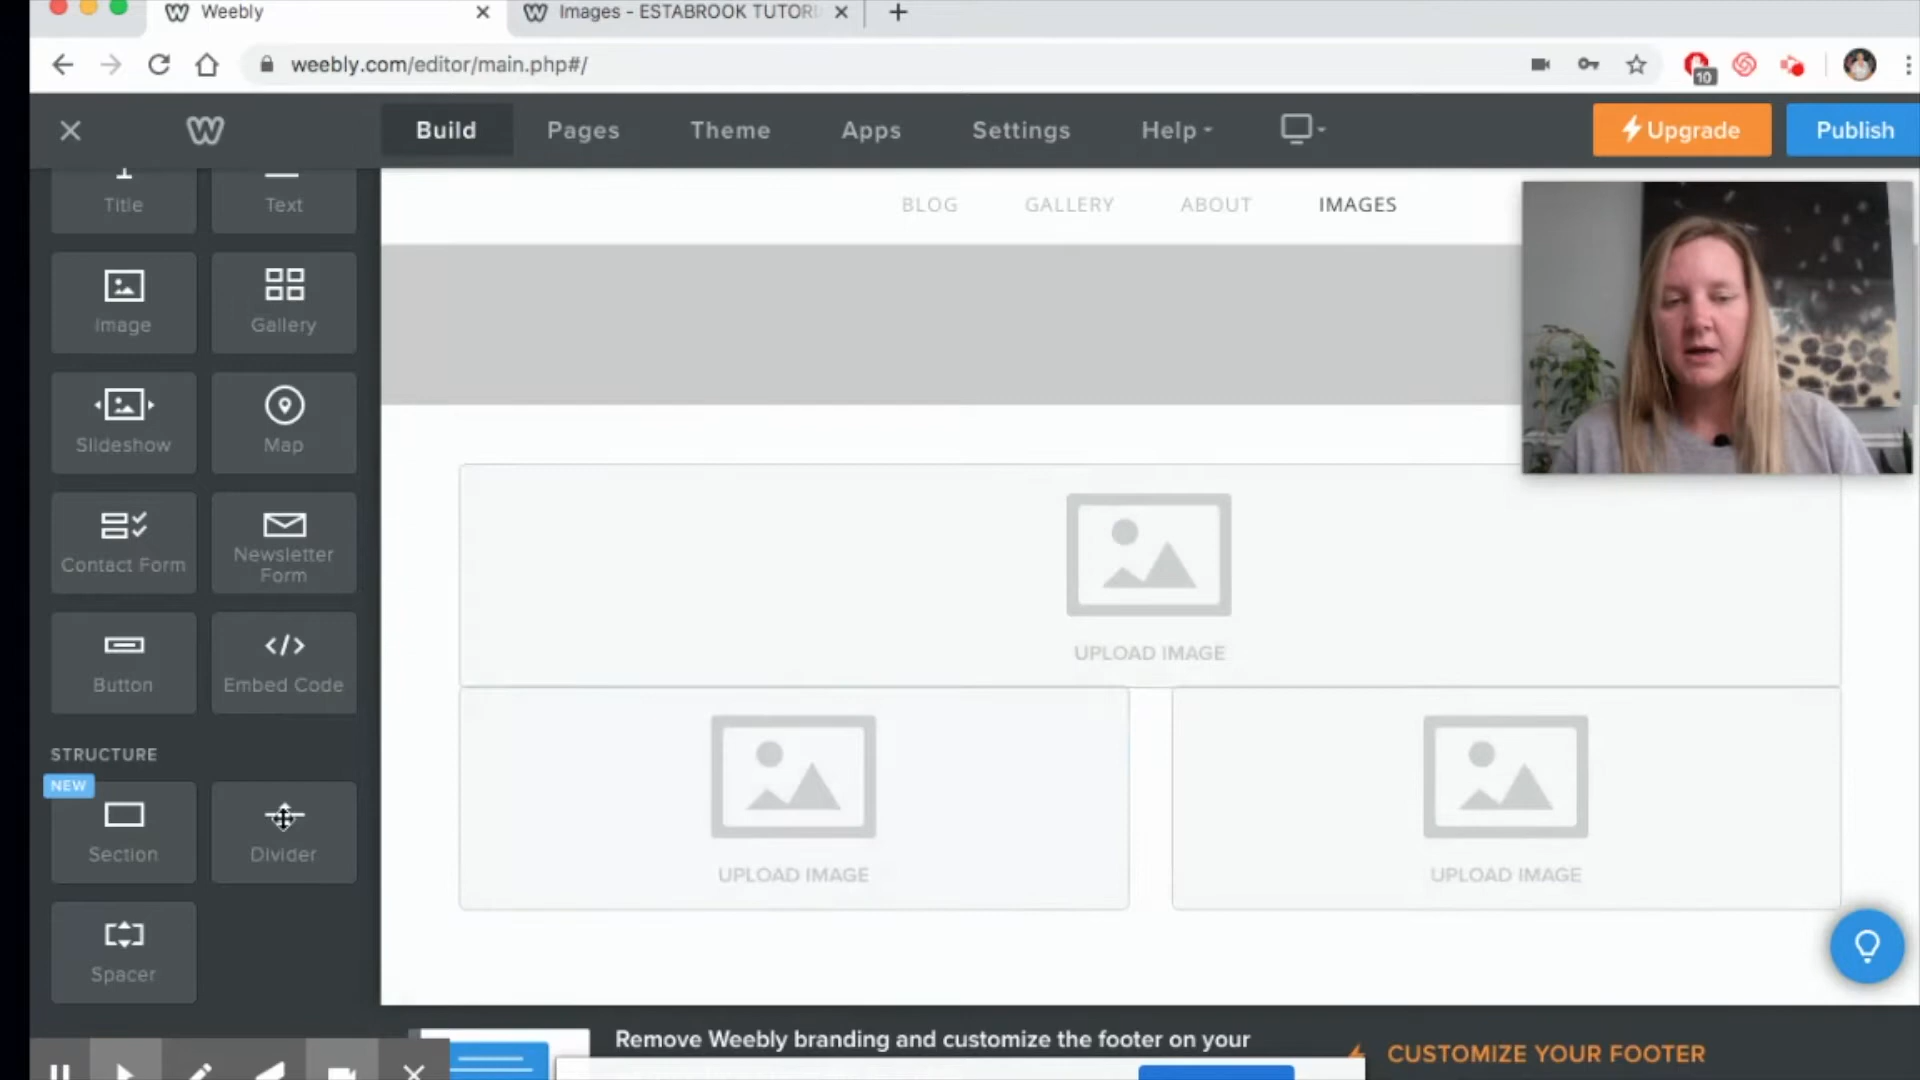 Weebly
Images - ESTABROOK TUTORI
weebly.com/editor/main.php#/
10
Build
Pages
Theme
Apps
Settings
Help
Upgrade
Publish
Title
Text
BLOG
GALLERY
ABOUT
IMAGES
Image
Gallery
Slideshow
Map
Contact Form
Newsletter
Form
Button
Embed Code
UPLOAD IMAGE
STRUCTURE
NEW
Section
Divider
UPLOAD IMAGE
UPLOAD IMAGE
Spacer
Remove Weebly branding and customize the footer on your
CUSTOMIZE YOUR FOOTER